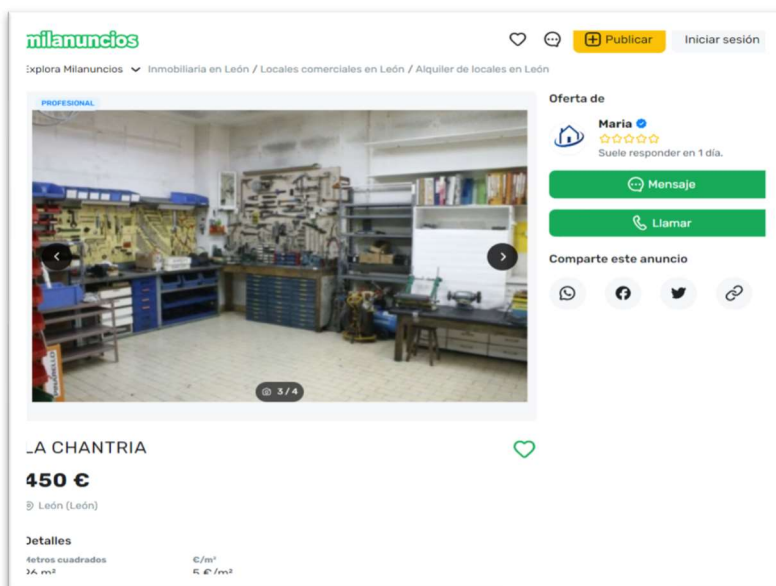 milanuncios
Publicar
Iniciar sesión
Explora Milanuncios
Inmobiliaria en León / Locales comerciales en León / Alquiler de locales en León
PROFESIONAL
3 / 4
Oferta de
Maria
Suele responder en 1 día.
Mensaje
Llamar
Comparte este anuncio
LA CHANTRIA
450 €
León (León)
Detalles
Metros cuadrados
€/m²
m²
5 €/m²